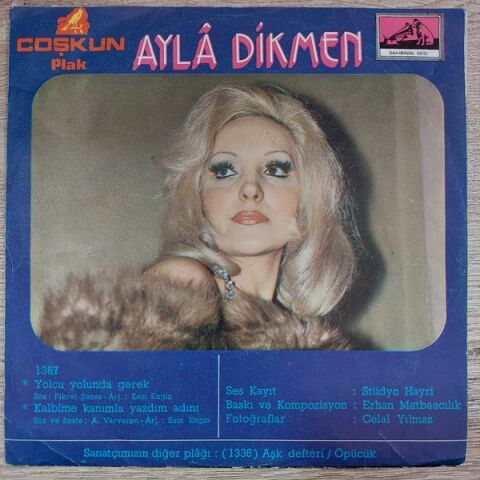 COŞKUN
Plak
AYLÂ DİKMEN
SAHİBİNİN SESİ
1367
* Yolcu yolunda gerek
Söz : Fikret Şeneş - Arj. : Esin Engin
* Kalbime kanımla yazdım adını
Söz ve Beste : A. Varveren - Arj. : Esin Engin
Ses Kayıt : Stüdyo Hayri
Baskı ve Kompozisyon : Erhan Matbaacılık
Fotoğraflar : Celal Yılmaz
Sanatçımızın diğer plâğı : (1336) Aşk defteri / Öpücük